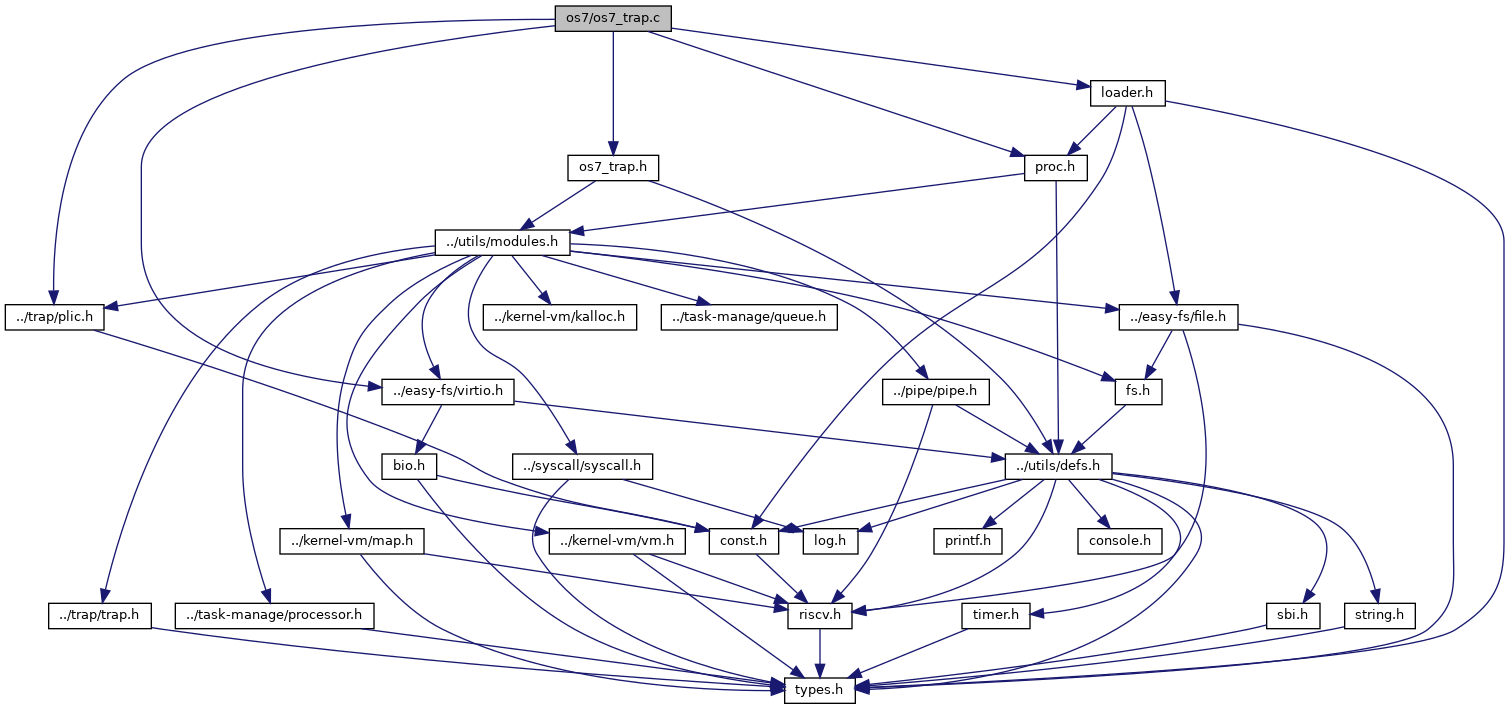 os7/os7_trap.c
loader.h
os7_trap.h
proc.h
../utils/modules.h
../trap/plic.h
../kernel-vm/kalloc.h
../task-manage/queue.h
../easy-fs/file.h
../easy-fs/virtio.h
../pipe/pipe.h
fs.h
bio.h
../syscall/syscall.h
../utils/defs.h
../kernel-vm/map.h
../kernel-vm/vm.h
const.h
log.h
printf.h
console.h
../trap/trap.h
../task-manage/processor.h
riscv.h
timer.h
sbi.h
string.h
types.h